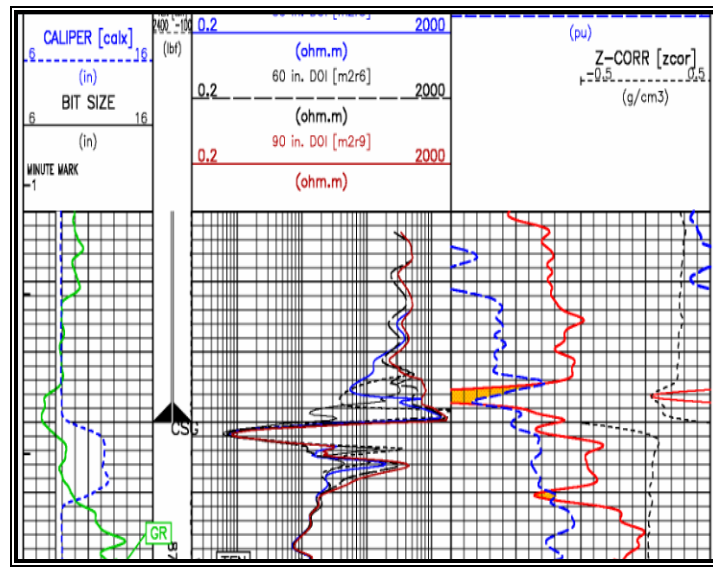 CALIPER [calx]
6 16
(in)
BIT SIZE
6 16
(in)
MINUTE MARK
1
2400 -100
(lbf)
0.2 2000
(ohm.m)
60 in. DOI [m2r6]
0.2 2000
(ohm.m)
90 in. DOI [m2r9]
0.2 2000
(ohm.m)
(pu)
Z-CORR [zcor]
-0.5 0.5
(g/cm3)
GR